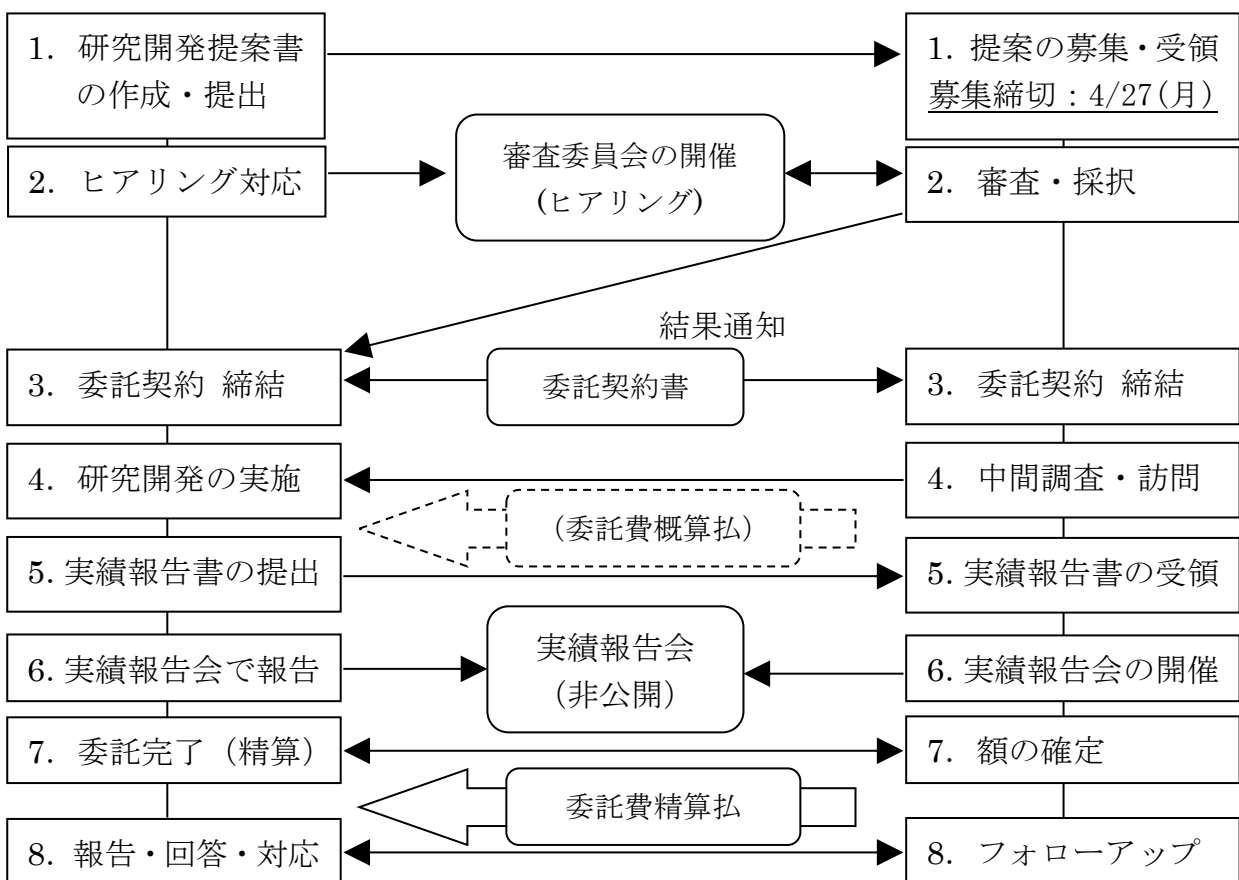 1. 研究開発提案書
の作成・提出
1. 提案の募集・受領
募集締切：4/27(月)
2. ヒアリング対応
審査委員会の開催
(ヒアリング)
2. 審査・採択
結果通知
3. 委託契約 締結
委託契約書
3. 委託契約 締結
4. 研究開発の実施
4. 中間調査・訪問
（委託費概算払）
5. 実績報告書の提出
5. 実績報告書の受領
6. 実績報告会で報告
実績報告会
（非公開）
6. 実績報告会の開催
7. 委託完了（精算）
7. 額の確定
委託費精算払
8. 報告・回答・対応
8. フォローアップ